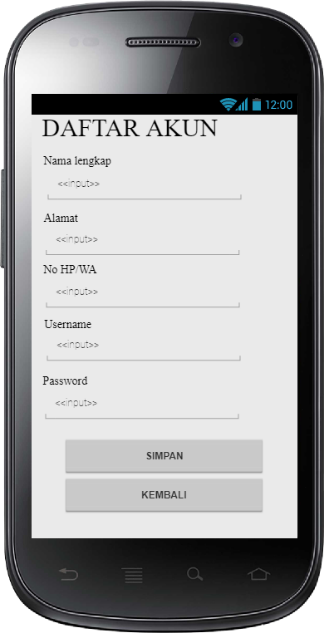 12:00
DAFTAR AKUN
Nama lengkap
<<input>>
Alamat
<<input>>
No HP/WA
<<input>>
Username
<<input>>
Password
<<input>>
SIMPAN
KEMBALI